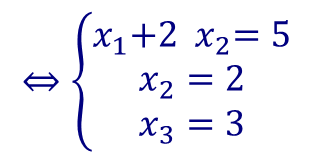 x₁+2 x₂= 5
⇔ { x₂ = 2
x₃ = 3